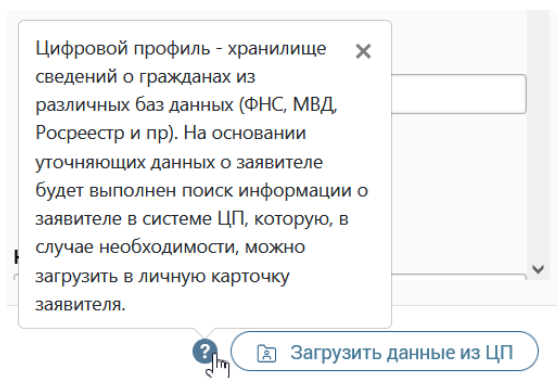 Цифровой профиль - хранилище
сведений о гражданах из
различных баз данных (ФНС, МВД,
Росреестр и пр). На основании
уточняющих данных о заявителе
будет выполнен поиск информации о
заявителе в системе ЦП, которую, в
случае необходимости, можно
загрузить в личную карточку
заявителя.
? Загрузить данные из ЦП